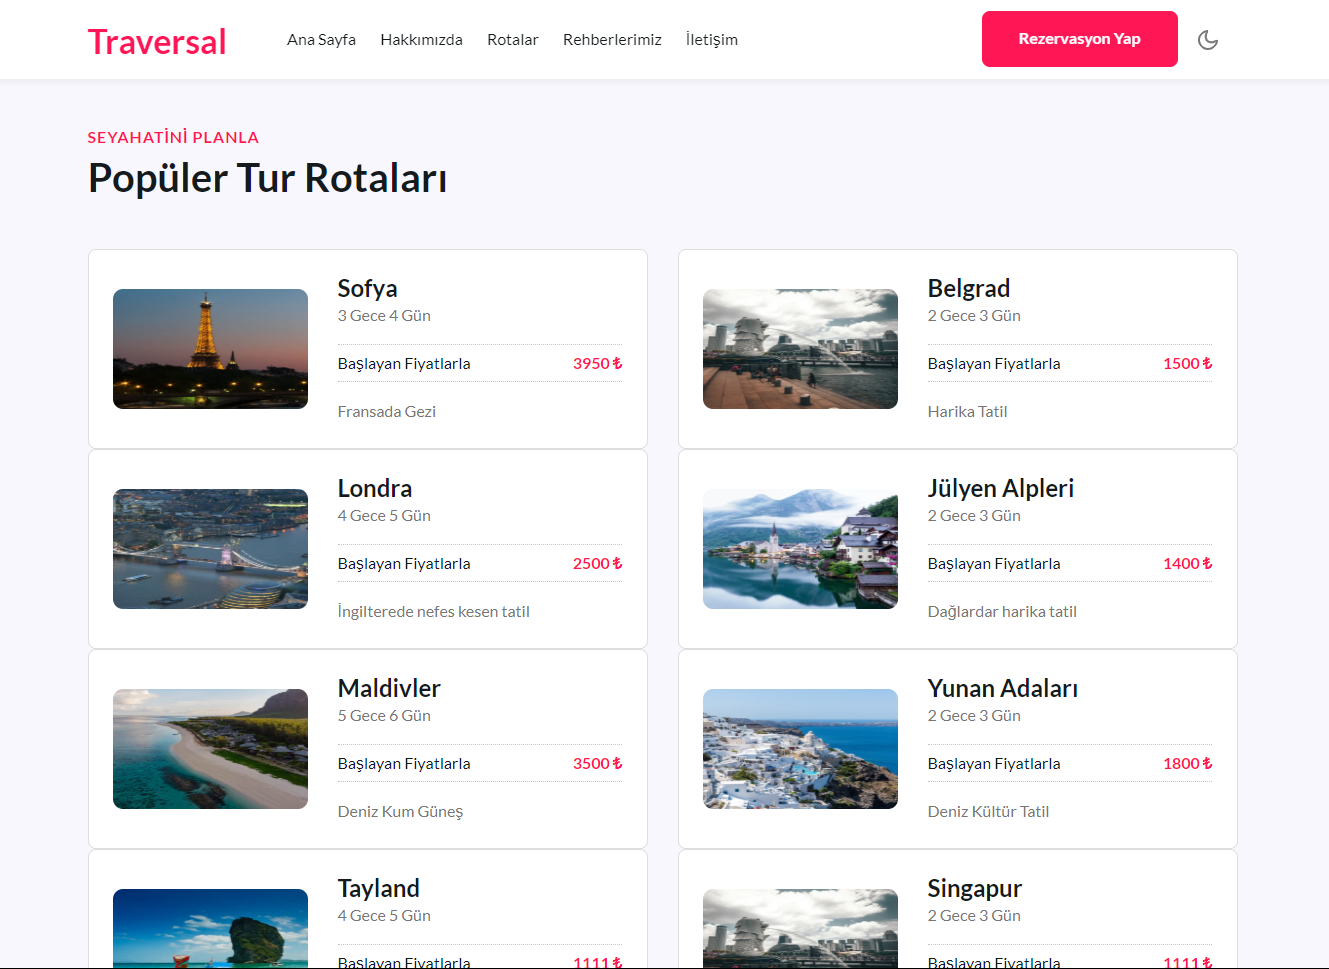 Traversal
Ana Sayfa Hakkımızda Rotalar Rehberlerimiz İletişim
Rezervasyon Yap
SEYAHATİNİ PLANLA
Popüler Tur Rotaları
Sofya
3 Gece 4 Gün
Başlayan Fiyatlarla 3950 ₺
Fransada Gezi
Belgrad
2 Gece 3 Gün
Başlayan Fiyatlarla 1500 ₺
Harika Tatil
Londra
4 Gece 5 Gün
Başlayan Fiyatlarla 2500 ₺
İngilterede nefes kesen tatil
Jülyen Alpleri
2 Gece 3 Gün
Başlayan Fiyatlarla 1400 ₺
Dağlardar harika tatil
Maldivler
5 Gece 6 Gün
Başlayan Fiyatlarla 3500 ₺
Deniz Kum Güneş
Yunan Adaları
2 Gece 3 Gün
Başlayan Fiyatlarla 1800 ₺
Deniz Kültür Tatil
Tayland
4 Gece 5 Gün
Başlayan Fiyatlarla 1111 ₺
Singapur
2 Gece 3 Gün
Başlayan Fiyatlarla 1111 ₺